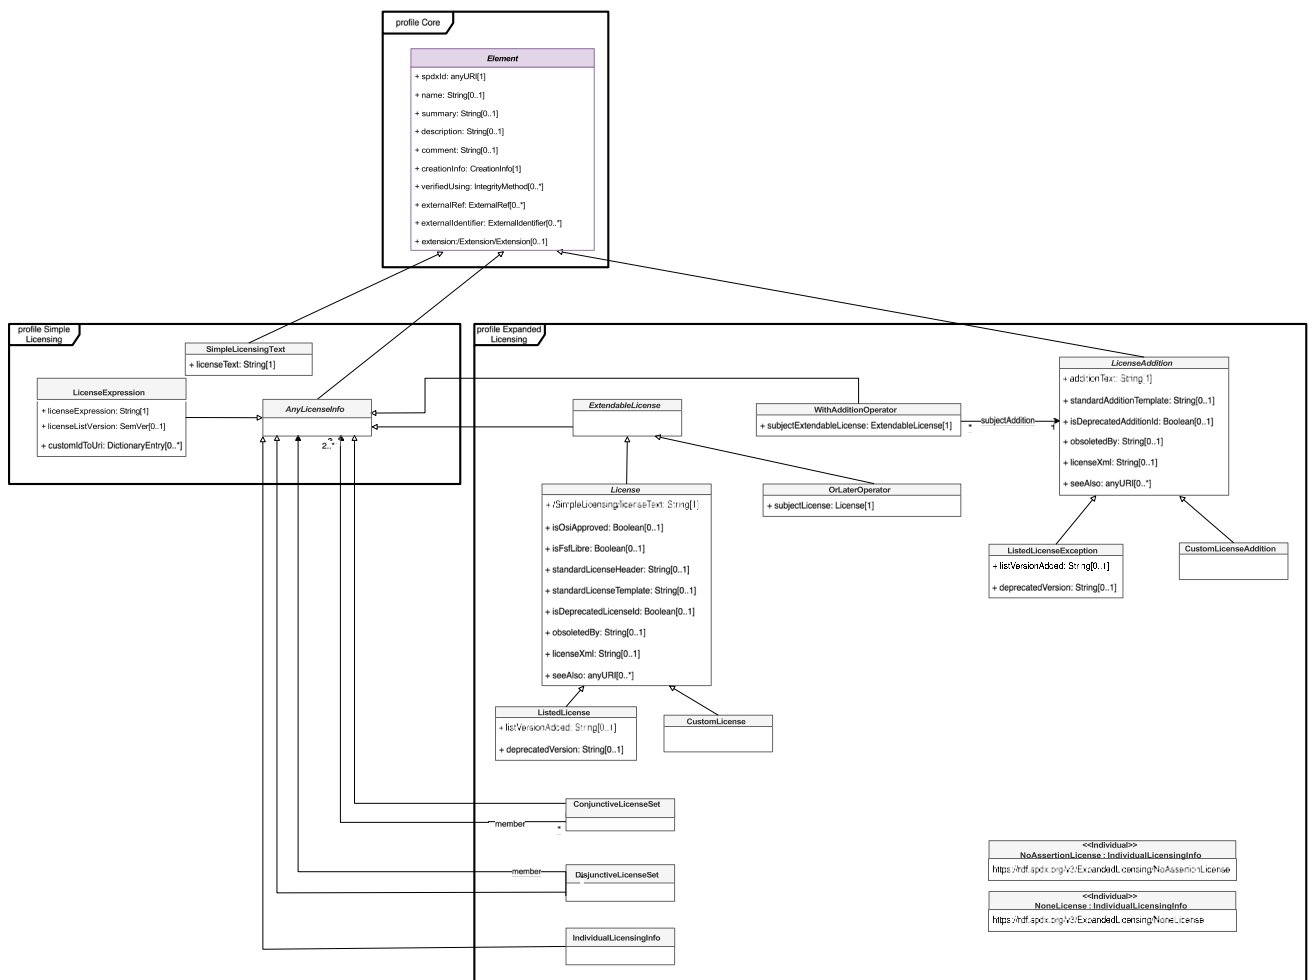 profile Core
Element
+ spdxId: anyURI[1]
+ name: String[0..1]
+ summary: String[0..1]
+ description: String[0..1]
+ comment: String[0..1]
+ creationInfo: CreationInfo[1]
+ verifiedUsing: IntegrityMethod[0..*]
+ externalRef: ExternalRef[0..*]
+ externalIdentifier: ExternalIdentifier[0..*]
+ extension:/Extension/Extension[0..1]
profile Simple
Licensing
SimpleLicensingText
+ licenseText: String[1]
LicenseExpression
+ licenseExpression: String[1]
+ licenseListVersion: SemVer[0..1]
+ customIdToUri: DictionaryEntry[0..*]
AnyLicenseInfo
2..*
profile Expanded
Licensing
ExtendableLicense
WithAdditionOperator
+ subjectExtendableLicense: ExtendableLicense[1]
subjectAddition
*
1
LicenseAddition
+ additionText: String[1]
+ standardAdditionTemplate: String[0..1]
+ isDeprecatedAdditionId: Boolean[0..1]
+ obsoletedBy: String[0..1]
+ licenseXml: String[0..1]
+ seeAlso: anyURI[0..*]
License
+ /SimpleLicensing/licenseText: String[1]
+ isOsiApproved: Boolean[0..1]
+ isFsfLibre: Boolean[0..1]
+ standardLicenseHeader: String[0..1]
+ standardLicenseTemplate: String[0..1]
+ isDeprecatedLicenseId: Boolean[0..1]
+ obsoletedBy: String[0..1]
+ licenseXml: String[0..1]
+ seeAlso: anyURI[0..*]
OrLaterOperator
+ subjectLicense: License[1]
ListedLicenseException
+ listVersionAdded: String[0..1]
+ deprecatedVersion: String[0..1]
CustomLicenseAddition
ListedLicense
+ listVersionAdded: String[0..1]
+ deprecatedVersion: String[0..1]
CustomLicense
ConjunctiveLicenseSet
member
*
member
DisjunctiveLicenseSet
IndividualLicensingInfo
<<Individual>>
NoAssertionLicense : IndividualLicensingInfo
https://rdf.spdx.org/v3/ExpandedLicensing/NoAssertionLicense
<<Individual>>
NoneLicense : IndividualLicensingInfo
https://rdf.spdx.org/v3/ExpandedLicensing/NoneLicense